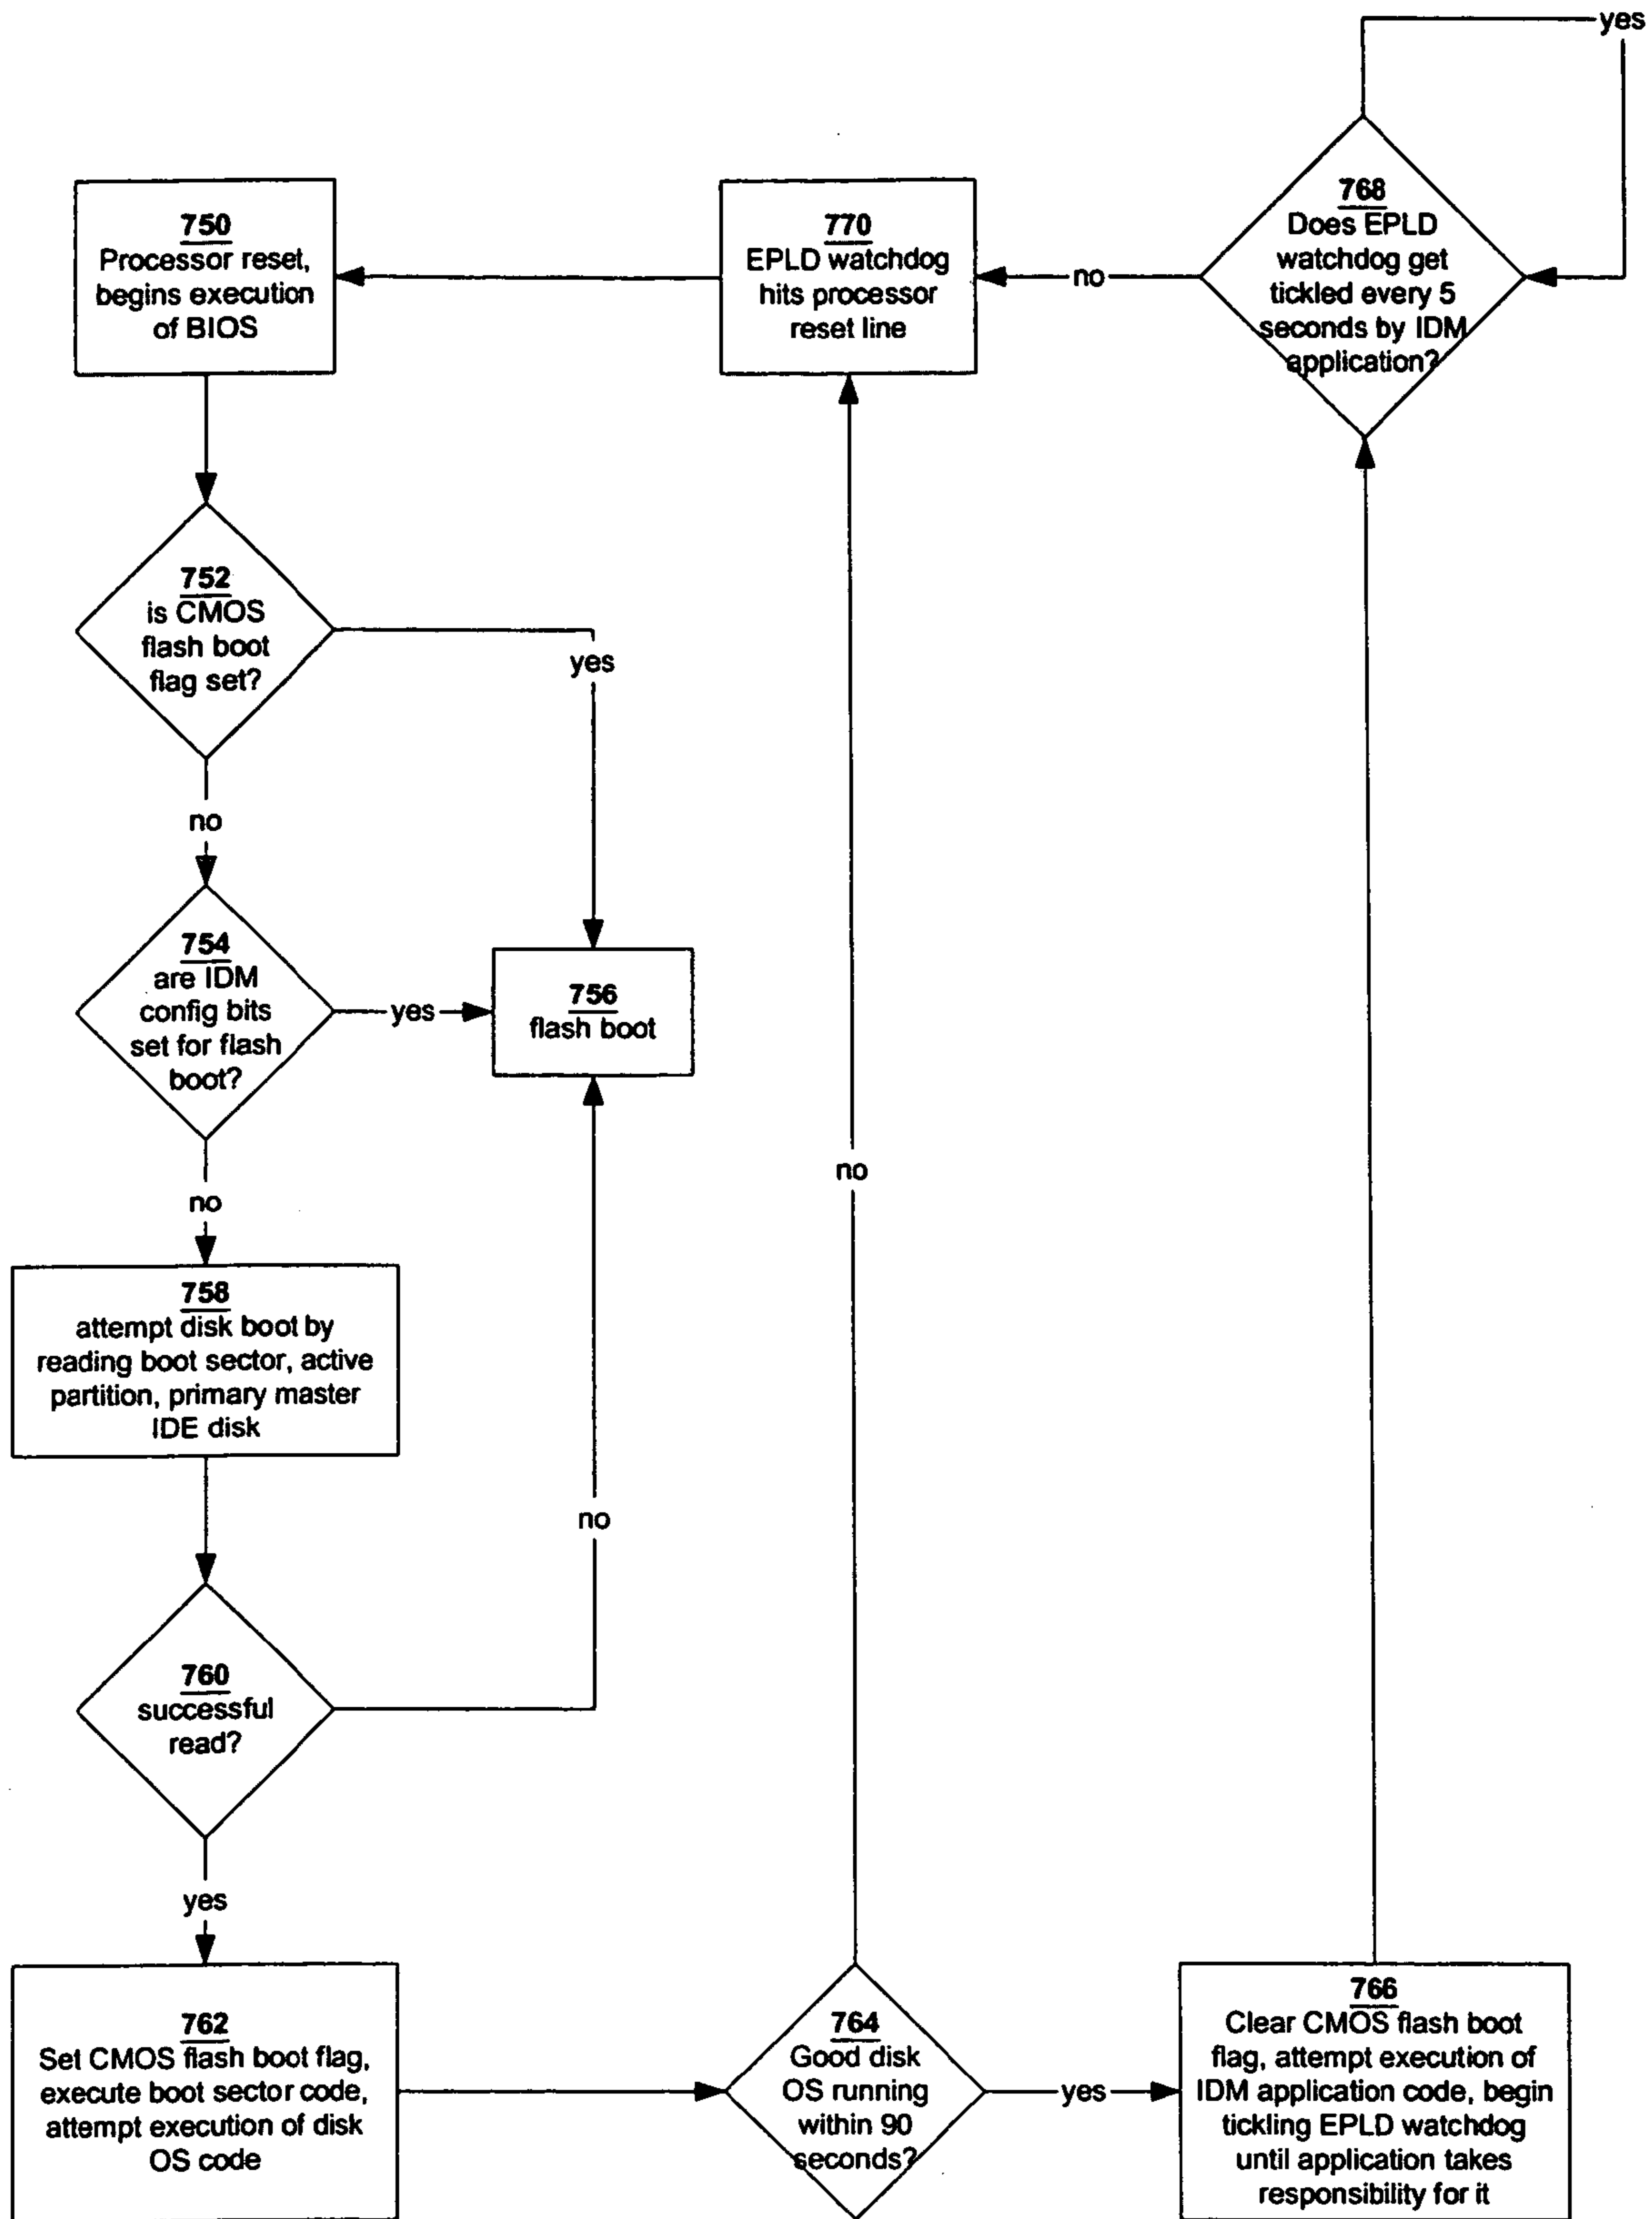 yes
750
Processor reset,
begins execution
of BIOS
770
EPLD watchdog
hits processor
reset line
no
768
Does EPLD
watchdog get
tickled every 5
seconds by IDM
application?
752
is CMOS
flash boot
flag set?
yes
no
754
are IDM
config bits
set for flash
boot?
yes
756
flash boot
no
no
758
attempt disk boot by
reading boot sector, active
partition, primary master
IDE disk
no
760
successful
read?
yes
762
Set CMOS flash boot flag,
execute boot sector code,
attempt execution of disk
OS code
764
Good disk
OS running
within 90
seconds?
yes
766
Clear CMOS flash boot
flag, attempt execution of
IDM application code, begin
tickling EPLD watchdog
until application takes
responsibility for it